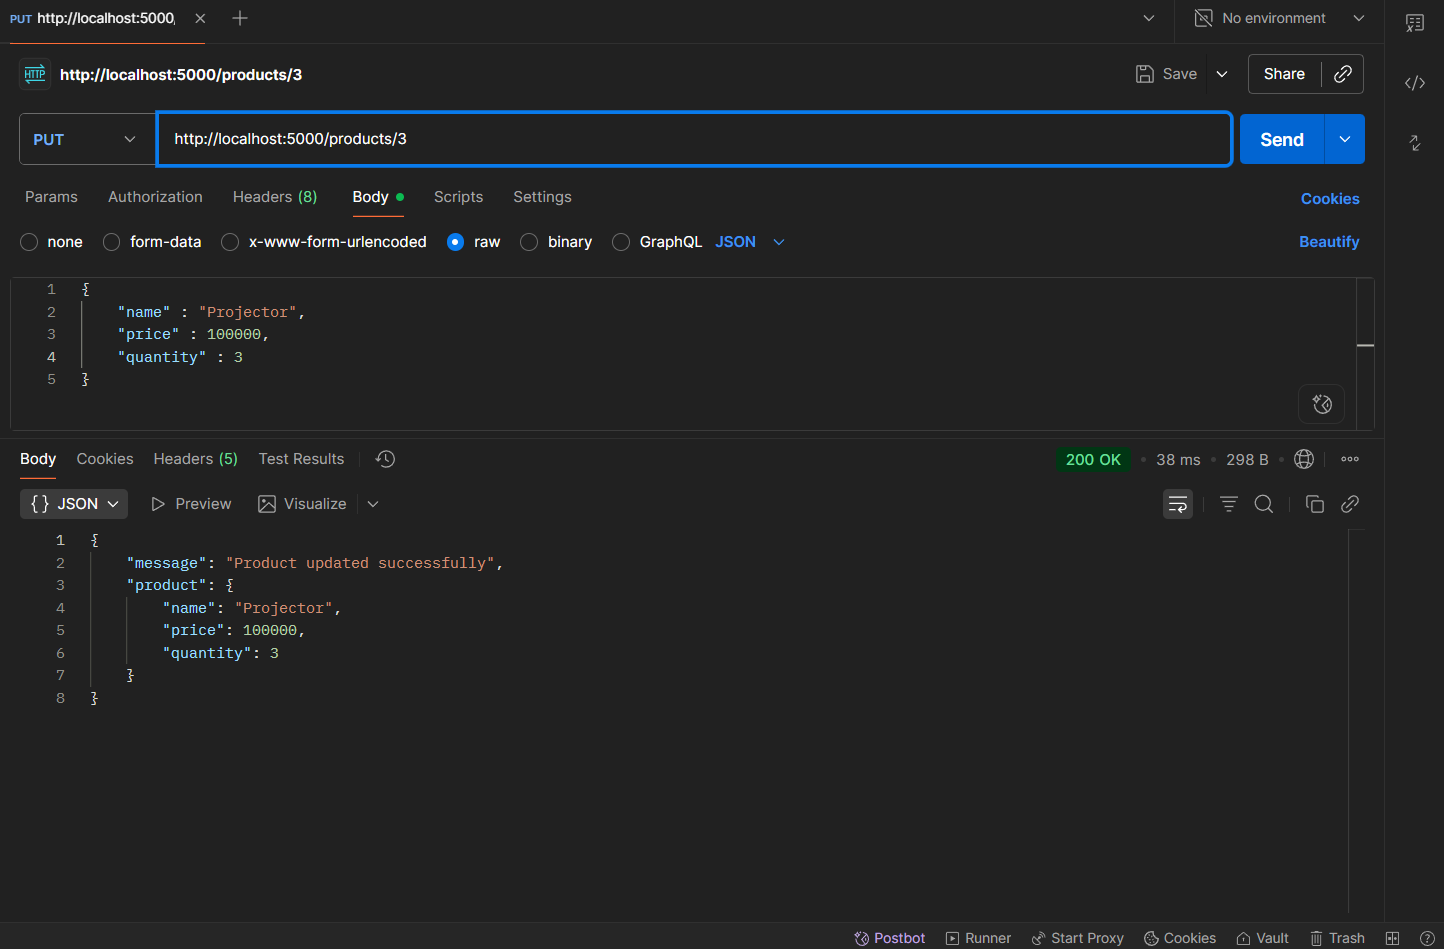 PUT http://localhost:5000,
No environment
HTTP http://localhost:5000/products/3
Save Share
PUT http://localhost:5000/products/3 Send
Params Authorization Headers (8) Body Scripts Settings Cookies
none form-data x-www-form-urlencoded raw binary GraphQL JSON Beautify
1 {
2 "name" : "Projector",
3 "price" : 100000,
4 "quantity" : 3
5 }
Body Cookies Headers (5) Test Results 200 OK • 38 ms • 298 B •
{} JSON Preview Visualize
1 {
2 "message": "Product updated successfully",
3 "product": {
4 "name": "Projector",
5 "price": 100000,
6 "quantity": 3
7 }
8 }
Postbot Runner Start Proxy Cookies Vault Trash